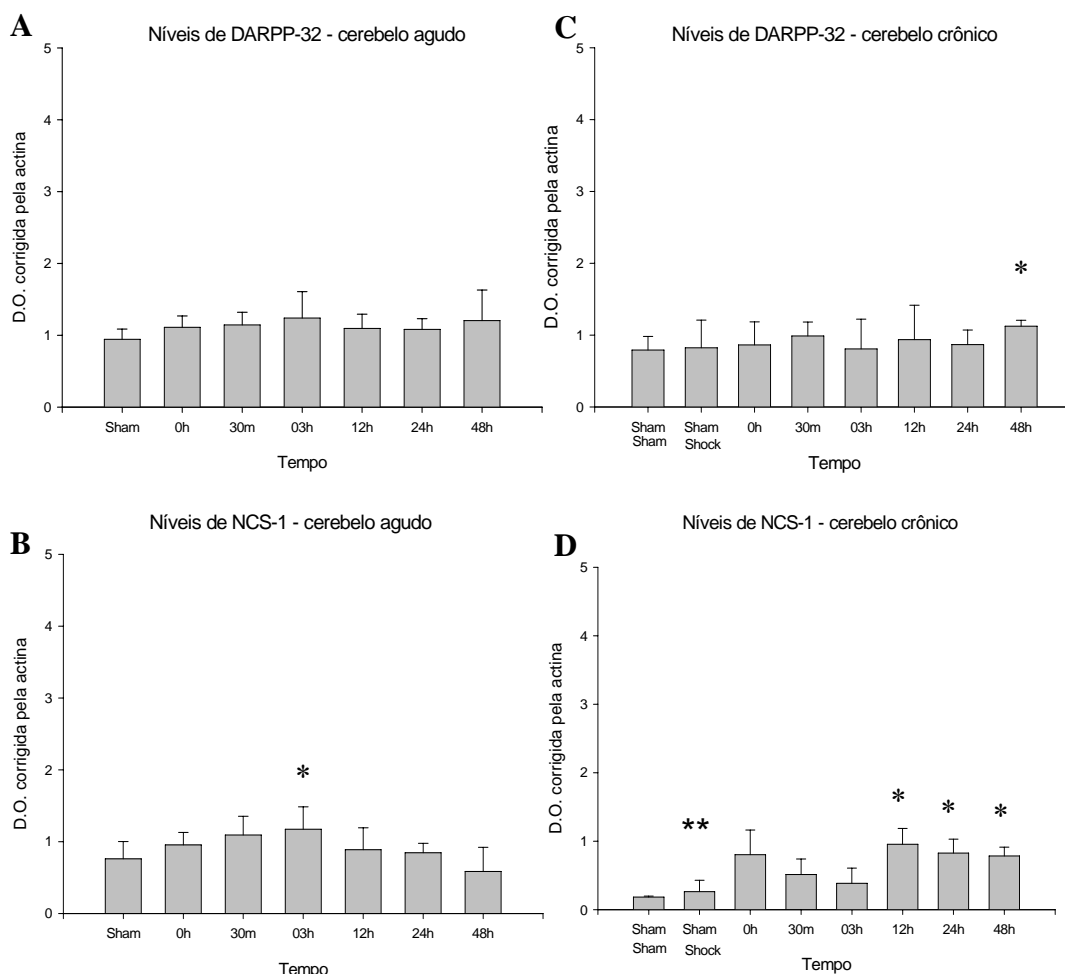 A
Níveis de DARPP-32 - cerebelo agudo
D.O. corrigida pela actina
5
4
3
2
1
0
Sham 0h 30m 03h 12h 24h 48h
Tempo
C
Níveis de DARPP-32 - cerebelo crônico
D.O. corrigida pela actina
5
4
3
2
1
0
*
Sham Sham 0h 30m 03h 12h 24h 48h
Sham Shock
Tempo
B
Níveis de NCS-1 - cerebelo agudo
D.O. corrigida pela actina
5
4
3
2
1
0
*
Sham 0h 30m 03h 12h 24h 48h
Tempo
D
Níveis de NCS-1 - cerebelo crônico
D.O. corrigida pela actina
5
4
3
2
1
0
** * * *
Sham Sham 0h 30m 03h 12h 24h 48h
Sham Shock
Tempo